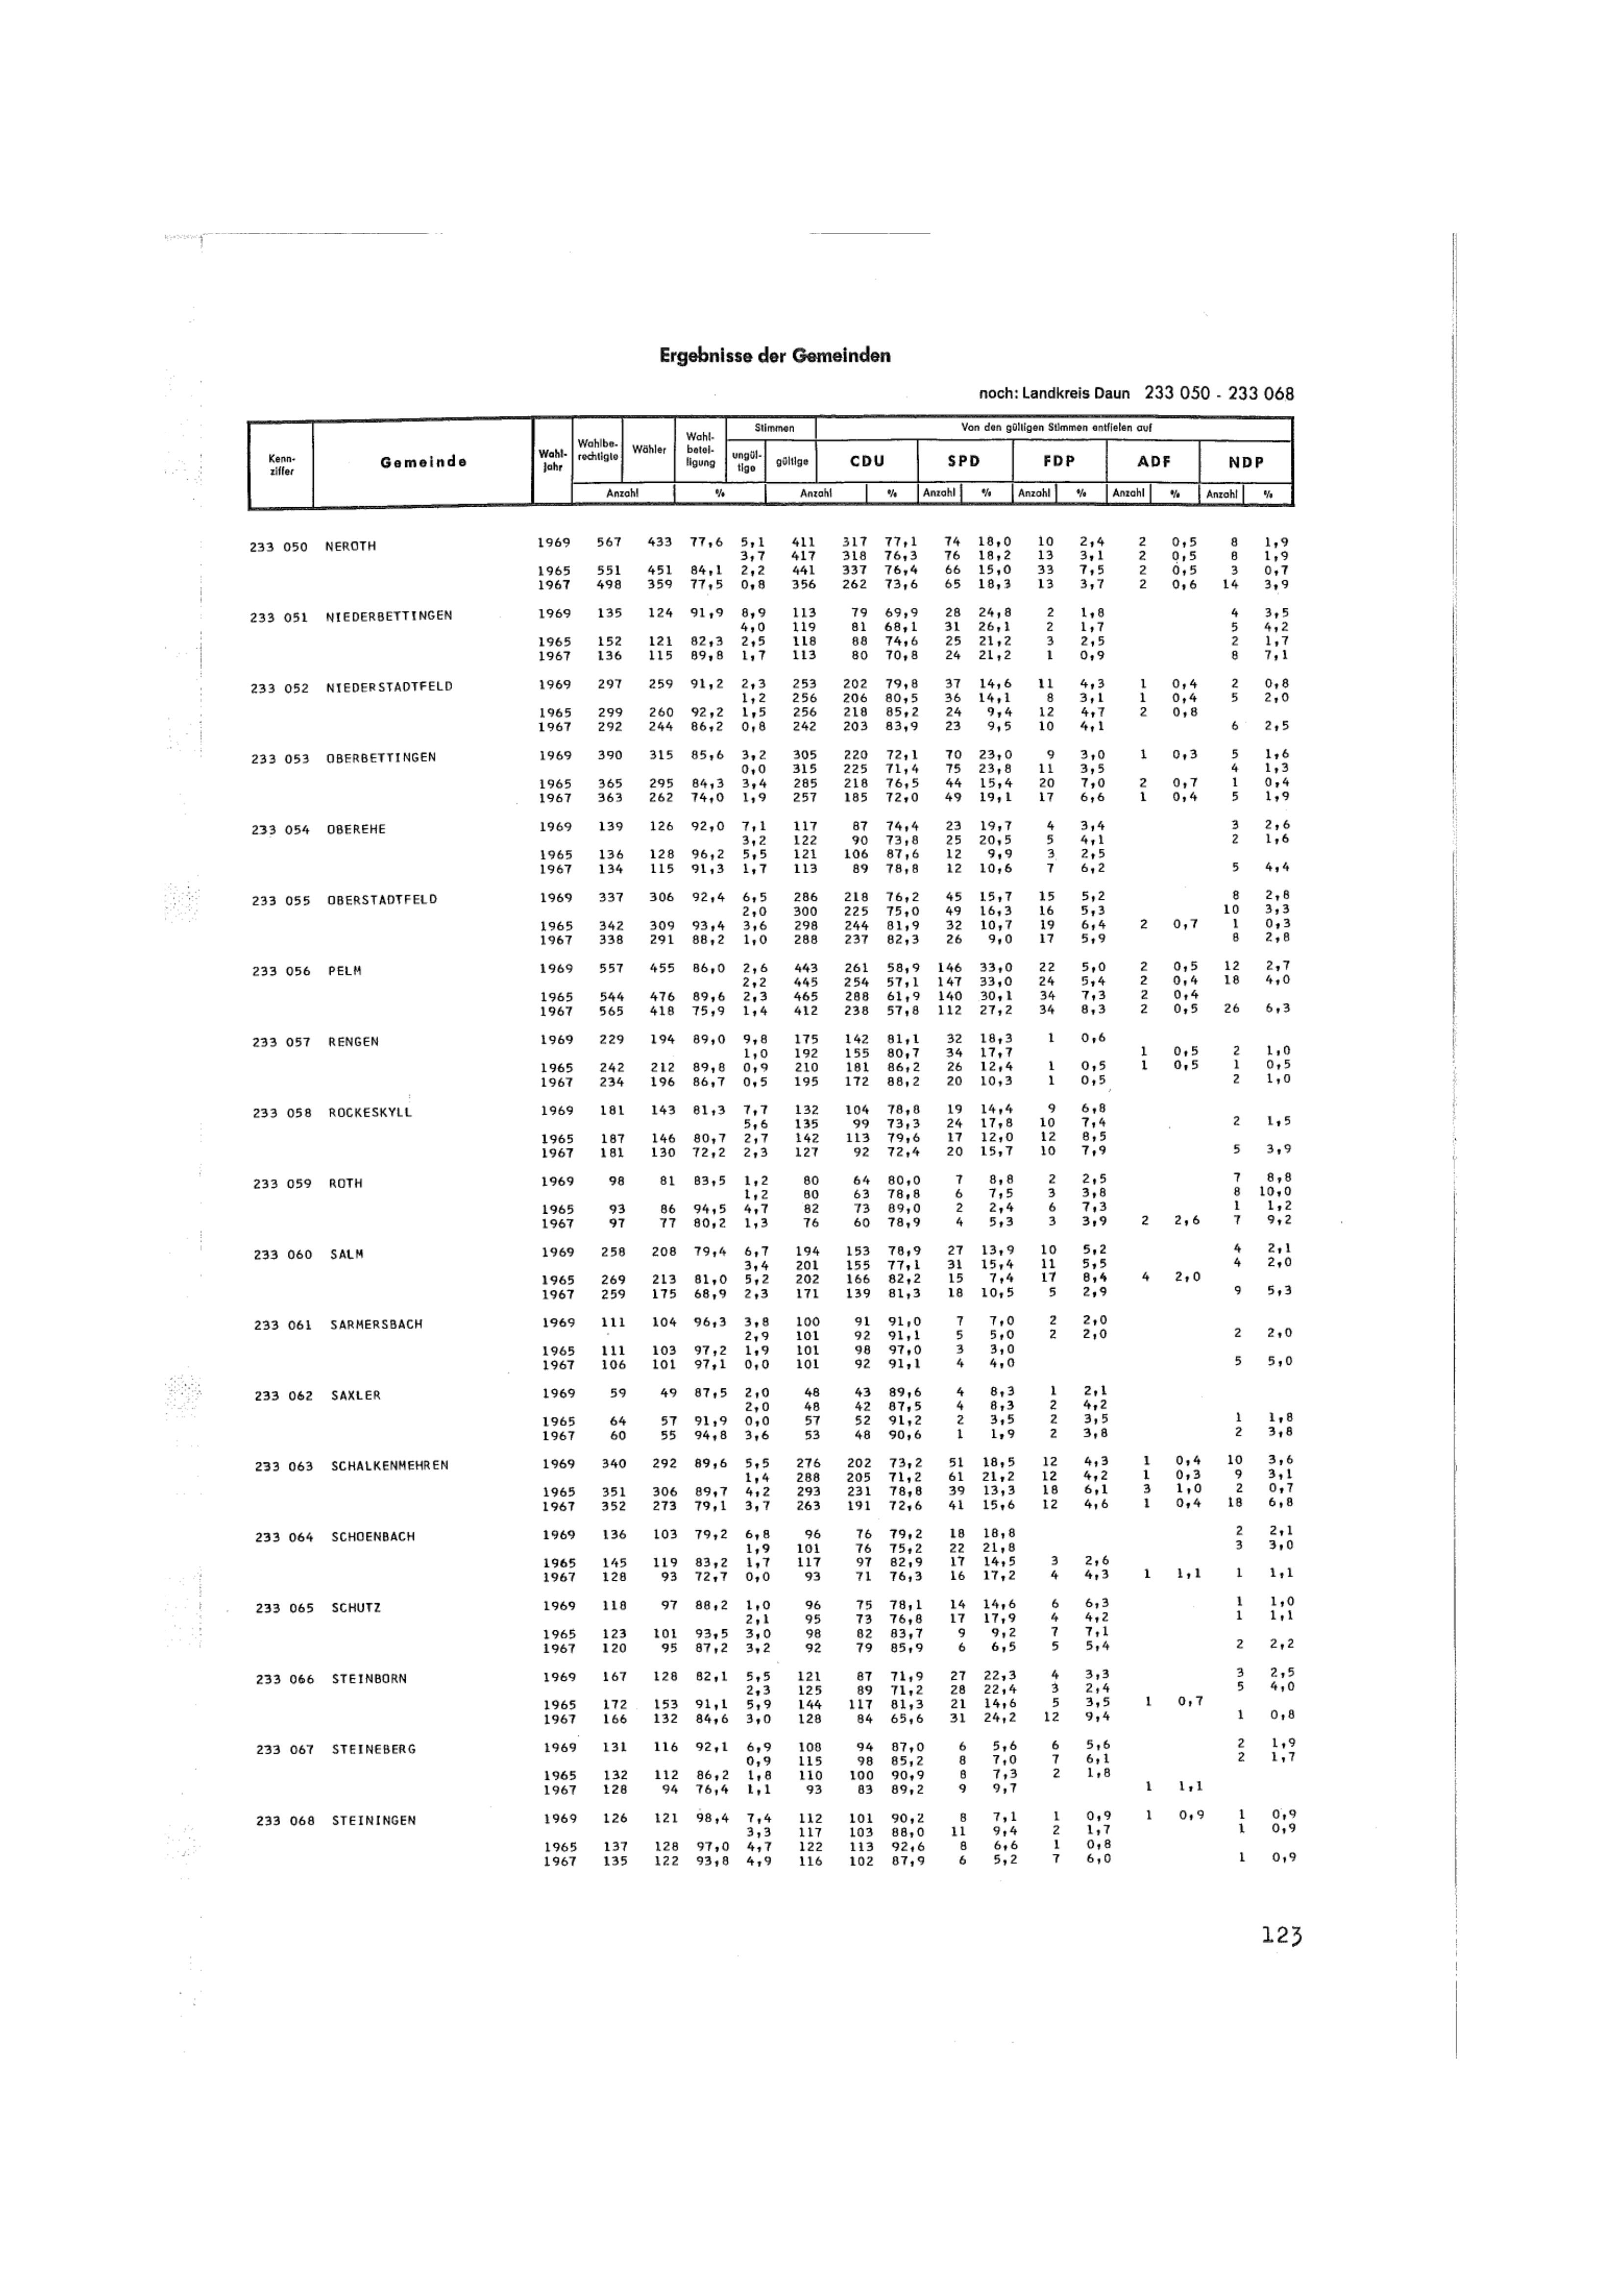 Ergebnisse der Gemeinden
noch: Landkreis Daun 233 050 - 233 068
Kenn-ziffer Gemeinde Wahl-jahr Wahlbe-rechtigte Wähler Wahl-betei-ligung Stimmen ungül-tige gültige Von den gültigen Stimmen entfielen auf CDU SPD FDP ADF NDP
Anzahl % Anzahl % Anzahl % Anzahl % Anzahl % Anzahl %
233 050 NEROTH 1969 567 433 77,6 5,1 411 317 77,1 74 18,0 10 2,4 2 0,5 8 1,9
3,7 417 318 76,3 76 18,2 13 3,1 2 0,5 8 1,9
1965 551 451 84,1 2,2 441 337 76,4 66 15,0 33 7,5 2 0,5 3 0,7
1967 498 359 77,5 0,8 356 262 73,6 65 18,3 13 3,7 2 0,6 14 3,9
233 051 NIEDERBETTINGEN 1969 135 124 91,9 8,9 113 79 69,9 28 24,8 2 1,8 4 3,5
4,0 119 81 68,1 31 26,1 2 1,7 5 4,2
1965 152 121 82,3 2,5 118 88 74,6 25 21,2 3 2,5 2 1,7
1967 136 115 89,8 1,7 113 80 70,8 24 21,2 1 0,9 8 7,1
233 052 NIEDERSTADTFELD 1969 297 259 91,2 2,3 253 202 79,8 37 14,6 11 4,3 1 0,4 2 0,8
1,2 256 206 80,5 36 14,1 8 3,1 1 0,4 5 2,0
1965 299 260 92,2 1,5 256 218 85,2 24 9,4 12 4,7 2 0,8
1967 292 244 86,2 0,8 242 203 83,9 23 9,5 10 4,1 6 2,5
233 053 OBERBETTINGEN 1969 390 315 85,6 3,2 305 220 72,1 70 23,0 9 3,0 1 0,3 5 1,6
0,0 315 225 71,4 75 23,8 11 3,5 4 1,3
1965 365 295 84,3 3,4 285 218 76,5 44 15,4 20 7,0 2 0,7 1 0,4
1967 363 262 74,0 1,9 257 185 72,0 49 19,1 17 6,6 1 0,4 5 1,9
233 054 OBEREHE 1969 139 126 92,0 7,1 117 87 74,4 23 19,7 4 3,4 3 2,6
3,2 122 90 73,8 25 20,5 5 4,1 2 1,6
1965 136 128 96,2 5,5 121 106 87,6 12 9,9 3 2,5
1967 134 115 91,3 1,7 113 89 78,8 12 10,6 7 6,2 5 4,4
233 055 OBERSTADTFELD 1969 337 306 92,4 6,5 286 218 76,2 45 15,7 15 5,2 8 2,8
2,0 300 225 75,0 49 16,3 16 5,3 10 3,3
1965 342 309 93,4 3,6 298 244 81,9 32 10,7 19 6,4 2 0,7 1 0,3
1967 338 291 88,2 1,0 288 237 82,3 26 9,0 17 5,9 8 2,8
233 056 PELM 1969 557 455 86,0 2,6 443 261 58,9 146 33,0 22 5,0 2 0,5 12 2,7
2,2 445 254 57,1 147 33,0 24 5,4 2 0,4 18 4,0
1965 544 476 89,6 2,3 465 288 61,9 140 30,1 34 7,3 2 0,4
1967 565 418 75,9 1,4 412 238 57,8 112 27,2 34 8,3 2 0,5 26 6,3
233 057 RENGEN 1969 229 194 89,0 9,8 175 142 81,1 32 18,3 1 0,6
1,0 192 155 80,7 34 17,7 1 0,5 2 1,0
1965 242 212 89,8 0,9 210 181 86,2 26 12,4 1 0,5 1 0,5 1 0,5
1967 234 196 86,7 0,5 195 172 88,2 20 10,3 1 0,5 2 1,0
233 058 ROCKESKYLL 1969 181 143 81,3 7,7 132 104 78,8 19 14,4 9 6,8
5,6 135 99 73,3 24 17,8 10 7,4 2 1,5
1965 187 146 80,7 2,7 142 113 79,6 17 12,0 12 8,5
1967 181 130 72,2 2,3 127 92 72,4 20 15,7 10 7,9 5 3,9
233 059 ROTH 1969 98 81 83,5 1,2 80 64 80,0 7 8,8 2 2,5 7 8,8
1,2 80 63 78,8 6 7,5 3 3,8 8 10,0
1965 93 86 94,5 4,7 82 73 89,0 2 2,4 6 7,3 1 1,2
1967 97 77 80,2 1,3 76 60 78,9 4 5,3 3 3,9 2 2,6 7 9,2
233 060 SALM 1969 258 208 79,4 6,7 194 153 78,9 27 13,9 10 5,2 4 2,1
3,4 201 155 77,1 31 15,4 11 5,5 4 2,0
1965 269 213 81,0 5,2 202 166 82,2 15 7,4 17 8,4 4 2,0
1967 259 175 68,9 2,3 171 139 81,3 18 10,5 5 2,9 9 5,3
233 061 SARMERSBACH 1969 111 104 96,3 3,8 100 91 91,0 7 7,0 2 2,0
2,9 101 92 91,1 5 5,0 2 2,0 2 2,0
1965 111 103 97,2 1,9 101 98 97,0 3 3,0
1967 106 101 97,1 0,0 101 92 91,1 4 4,0 5 5,0
233 062 SAXLER 1969 59 49 87,5 2,0 48 43 89,6 4 8,3 1 2,1
2,0 48 42 87,5 4 8,3 2 4,2
1965 64 57 91,9 0,0 57 52 91,2 2 3,5 2 3,5 1 1,8
1967 60 55 94,8 3,6 53 48 90,6 1 1,9 2 3,8 2 3,8
233 063 SCHALKENMEHREN 1969 340 292 89,6 5,5 276 202 73,2 51 18,5 12 4,3 1 0,4 10 3,6
1,4 288 205 71,2 61 21,2 12 4,2 1 0,3 9 3,1
1965 351 306 89,7 4,2 293 231 78,8 39 13,3 18 6,1 3 1,0 2 0,7
1967 352 273 79,1 3,7 263 191 72,6 41 15,6 12 4,6 1 0,4 18 6,8
233 064 SCHOENBACH 1969 136 103 79,2 6,8 96 76 79,2 18 18,8 2 2,1
1,9 101 76 75,2 22 21,8 3 3,0
1965 145 119 83,2 1,7 117 97 82,9 17 14,5 3 2,6
1967 128 93 72,7 0,0 93 71 76,3 16 17,2 4 4,3 1 1,1 1 1,1
233 065 SCHUTZ 1969 118 97 88,2 1,0 96 75 78,1 14 14,6 6 6,3 1 1,0
2,1 95 73 76,8 17 17,9 4 4,2 1 1,1
1965 123 101 93,5 3,0 98 82 83,7 9 9,2 7 7,1
1967 120 95 87,2 3,2 92 79 85,9 6 6,5 5 5,4 2 2,2
233 066 STEINBORN 1969 167 128 82,1 5,5 121 87 71,9 27 22,3 4 3,3 3 2,5
2,3 125 89 71,2 28 22,4 3 2,4 5 4,0
1965 172 153 91,1 5,9 144 117 81,3 21 14,6 5 3,5 1 0,7
1967 166 132 84,6 3,0 128 84 65,6 31 24,2 12 9,4 1 0,8
233 067 STEINEBERG 1969 131 116 92,1 6,9 108 94 87,0 6 5,6 6 5,6 2 1,9
0,9 115 98 85,2 8 7,0 7 6,1 2 1,7
1965 132 112 86,2 1,8 110 100 90,9 8 7,3 2 1,8
1967 128 94 76,4 1,1 93 83 89,2 9 9,7 1 1,1
233 068 STEININGEN 1969 126 121 98,4 7,4 112 101 90,2 8 7,1 1 0,9 1 0,9 1 0,9
3,3 117 103 88,0 11 9,4 2 1,7 1 0,9
1965 137 128 97,0 4,7 122 113 92,6 8 6,6 1 0,8
1967 135 122 93,8 4,9 116 102 87,9 6 5,2 7 6,0 1 0,9
123